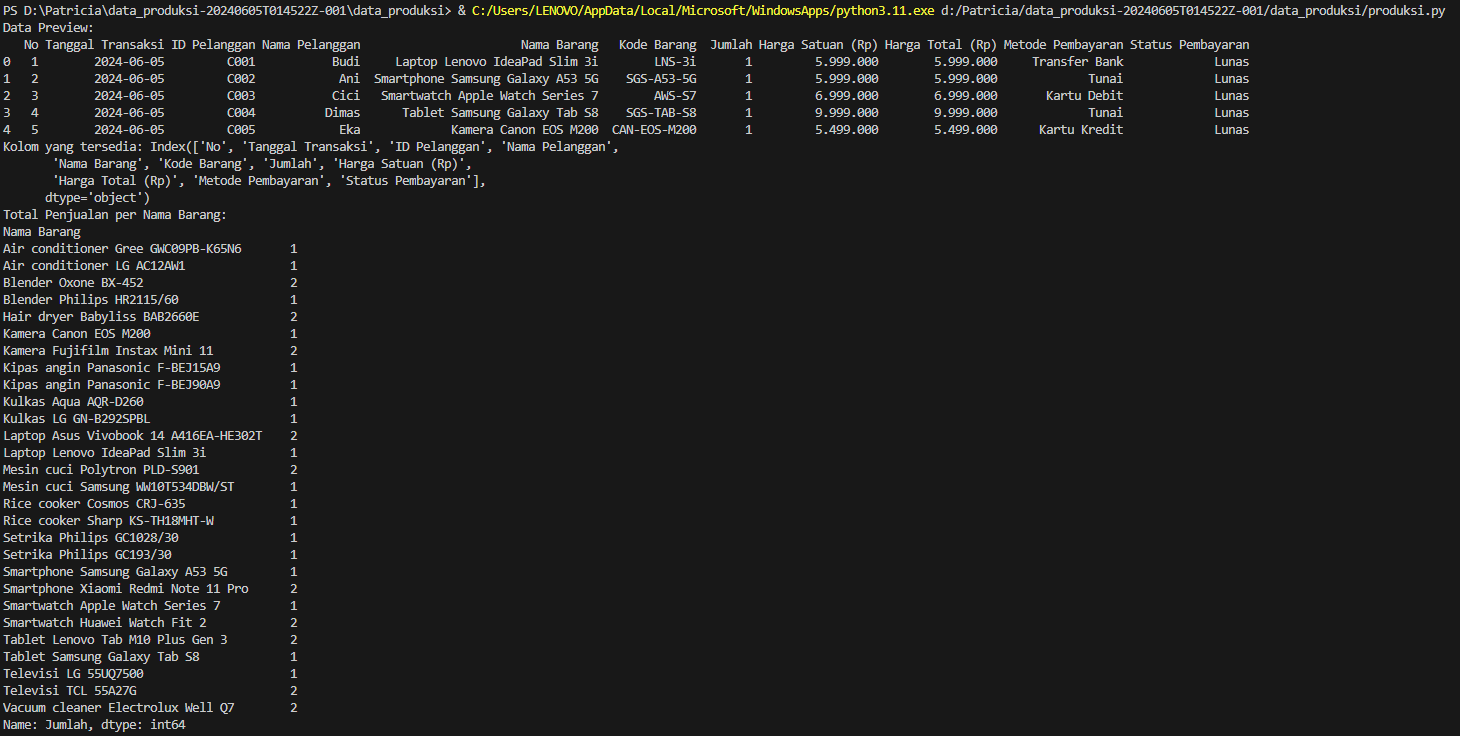 PS D:\Patricia\data_produksi-20240605T014522Z-001\data_produksi> & C:/Users/LENOVO/AppData/Local/Microsoft/WindowsApps/python3.11.exe d:/Patricia/data_produksi-20240605T014522Z-001/data_produksi/produksi.py
Data Preview:
   No Tanggal Transaksi ID Pelanggan Nama Pelanggan                       Nama Barang   Kode Barang  Jumlah Harga Satuan (Rp) Harga Total (Rp) Metode Pembayaran Status Pembayaran
0   1        2024-06-05         C001           Budi         Laptop Lenovo IdeaPad Slim 3i        LNS-3i       1         5.999.000        5.999.000     Transfer Bank            Lunas
1   2        2024-06-05         C002            Ani  Smartphone Samsung Galaxy A53 5G    SGS-A53-5G       1         5.999.000        5.999.000             Tunai            Lunas
2   3        2024-06-05         C003           Cici   Smartwatch Apple Watch Series 7        AWS-S7       1         6.999.000        6.999.000       Kartu Debit            Lunas
3   4        2024-06-05         C004          Dimas      Tablet Samsung Galaxy Tab S8    SGS-TAB-S8       1         9.999.000        9.999.000             Tunai            Lunas
4   5        2024-06-05         C005            Eka             Kamera Canon EOS M200  CAN-EOS-M200       1         5.499.000        5.499.000      Kartu Kredit            Lunas
Kolom yang tersedia: Index(['No', 'Tanggal Transaksi', 'ID Pelanggan', 'Nama Pelanggan',
       'Nama Barang', 'Kode Barang', 'Jumlah', 'Harga Satuan (Rp)',
       'Harga Total (Rp)', 'Metode Pembayaran', 'Status Pembayaran'],
      dtype='object')
Total Penjualan per Nama Barang:
Nama Barang
Air conditioner Gree GWC09PB-K65N6       1
Air conditioner LG AC12AW1               1
Blender Oxone BX-452                     2
Blender Philips HR2115/60                1
Hair dryer Babyliss BAB2660E             2
Kamera Canon EOS M200                    1
Kamera Fujifilm Instax Mini 11           2
Kipas angin Panasonic F-BEJ15A9          1
Kipas angin Panasonic F-BEJ90A9          1
Kulkas Aqua AQR-D260                     1
Kulkas LG GN-B292SPBL                    1
Laptop Asus Vivobook 14 A416EA-HE302T    2
Laptop Lenovo IdeaPad Slim 3i            1
Mesin cuci Polytron PLD-S901             2
Mesin cuci Samsung WW10T534DBW/ST        1
Rice cooker Cosmos CRJ-635               1
Rice cooker Sharp KS-TH18MHT-W           1
Setrika Philips GC1028/30                1
Setrika Philips GC193/30                 1
Smartphone Samsung Galaxy A53 5G         1
Smartphone Xiaomi Redmi Note 11 Pro      2
Smartwatch Apple Watch Series 7          1
Smartwatch Huawei Watch Fit 2            2
Tablet Lenovo Tab M10 Plus Gen 3         2
Tablet Samsung Galaxy Tab S8             1
Televisi LG 55UQ7500                     1
Televisi TCL 55A27G                      2
Vacuum cleaner Electrolux Well Q7        2
Name: Jumlah, dtype: int64